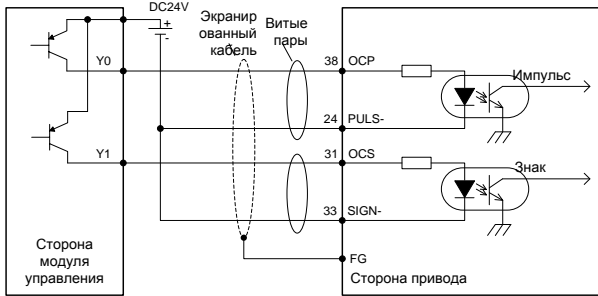 DC24V
+
-
Экранир
ованный
кабель
Витые
пары
Y0
38
OCP
Импульс
24
PULS-
Y1
31
OCS
Знак
33
SIGN-
FG
Сторона
модуля
управления
Сторона привода